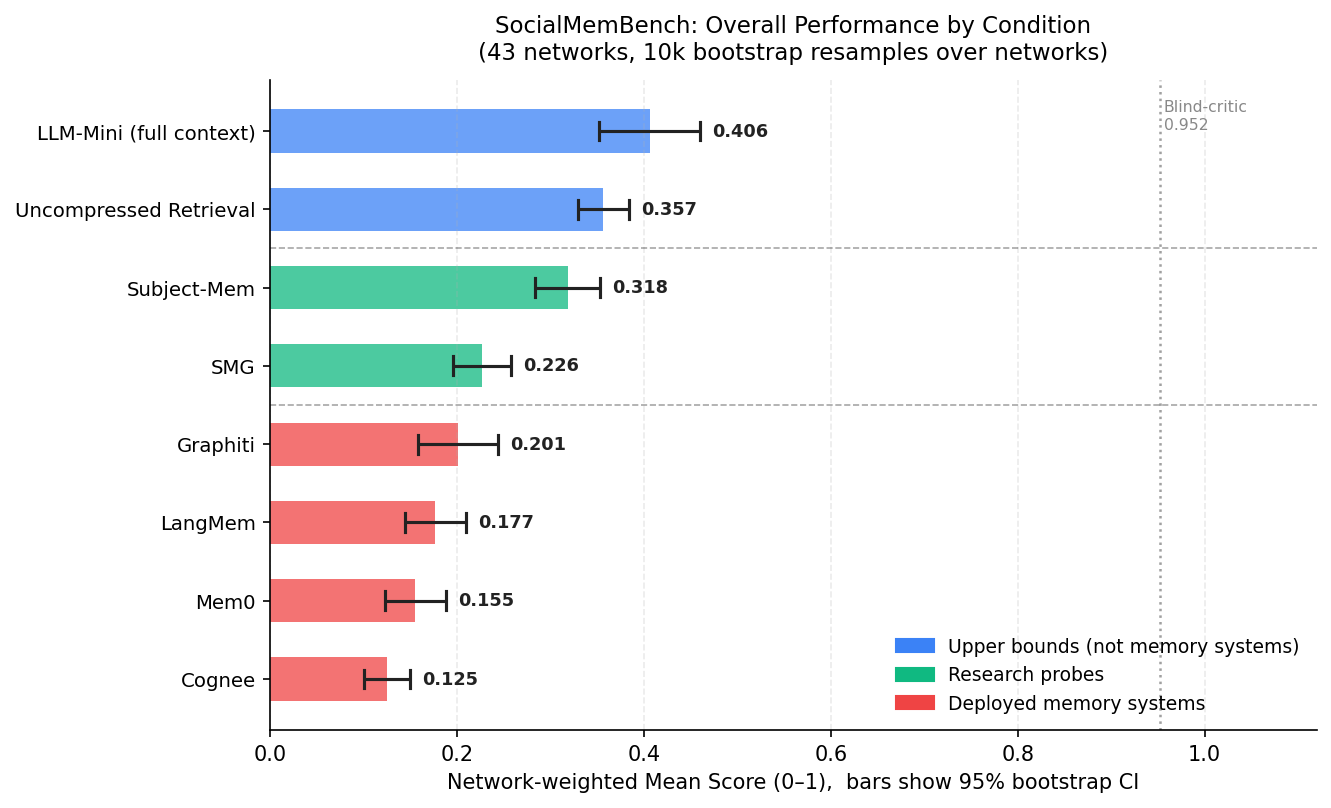 SocialMemBench: Overall Performance by Condition
(43 networks, 10k bootstrap resamples over networks)
Blind-critic
0.952
LLM-Mini (full context)
0.406
Uncompressed Retrieval
0.357
Subject-Mem
0.318
SMG
0.226
Graphiti
0.201
LangMem
0.177
Mem0
0.155
Cognee
0.125
Upper bounds (not memory systems)
Research probes
Deployed memory systems
0.0 0.2 0.4 0.6 0.8 1.0
Network-weighted Mean Score (0–1),  bars show 95% bootstrap CI